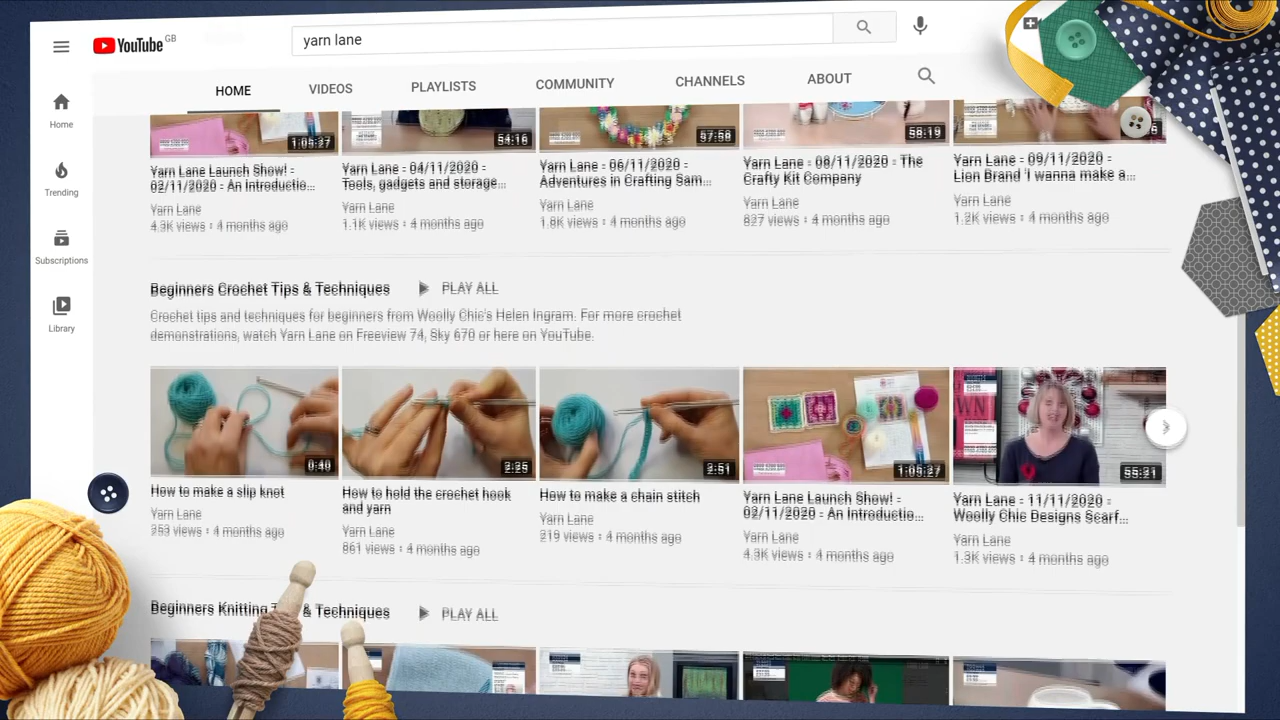 YouTube GB
yarn lane
HOME VIDEOS PLAYLISTS COMMUNITY CHANNELS ABOUT
Home
Trending
Subscriptions
Library
1:05:27
54:16
57:58
58:19
Yarn Lane Launch Show! -
02/11/2020 - An Introductio...
Yarn Lane
4.3K views • 4 months ago
Yarn Lane - 04/11/2020 -
Tools, gadgets and storage...
Yarn Lane
1.1K views • 4 months ago
Yarn Lane - 06/11/2020 -
Adventures in Crafting Sam...
Yarn Lane
1.8K views • 4 months ago
Yarn Lane - 08/11/2020 - The
Crafty Kit Company
Yarn Lane
827 views • 4 months ago
Yarn Lane - 09/11/2020 -
Lion Brand 'I wanna make a...
Yarn Lane
1.2K views • 4 months ago
Beginners Crochet Tips & Techniques PLAY ALL
Crochet tips and techniques for beginners from Woolly Chic's Helen Ingram. For more crochet
demonstrations, watch Yarn Lane on Freeview 74, Sky 670 or here on YouTube.
0:40
2:25
2:51
1:05:27
55:21
How to make a slip knot
Yarn Lane
253 views • 4 months ago
How to hold the crochet hook
and yarn
Yarn Lane
861 views • 4 months ago
How to make a chain stitch
Yarn Lane
219 views • 4 months ago
Yarn Lane Launch Show! -
02/11/2020 - An Introductio...
Yarn Lane
4.3K views • 4 months ago
Yarn Lane - 11/11/2020 -
Woolly Chic Designs Scarf...
Yarn Lane
1.3K views • 4 months ago
Beginners Knitting & Techniques PLAY ALL